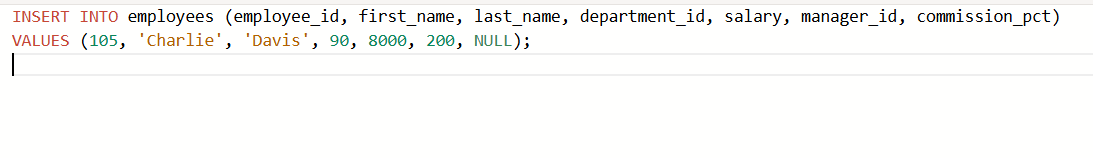 INSERT INTO employees (employee_id, first_name, last_name, department_id, salary, manager_id, commission_pct)
VALUES (105, 'Charlie', 'Davis', 90, 8000, 200, NULL);